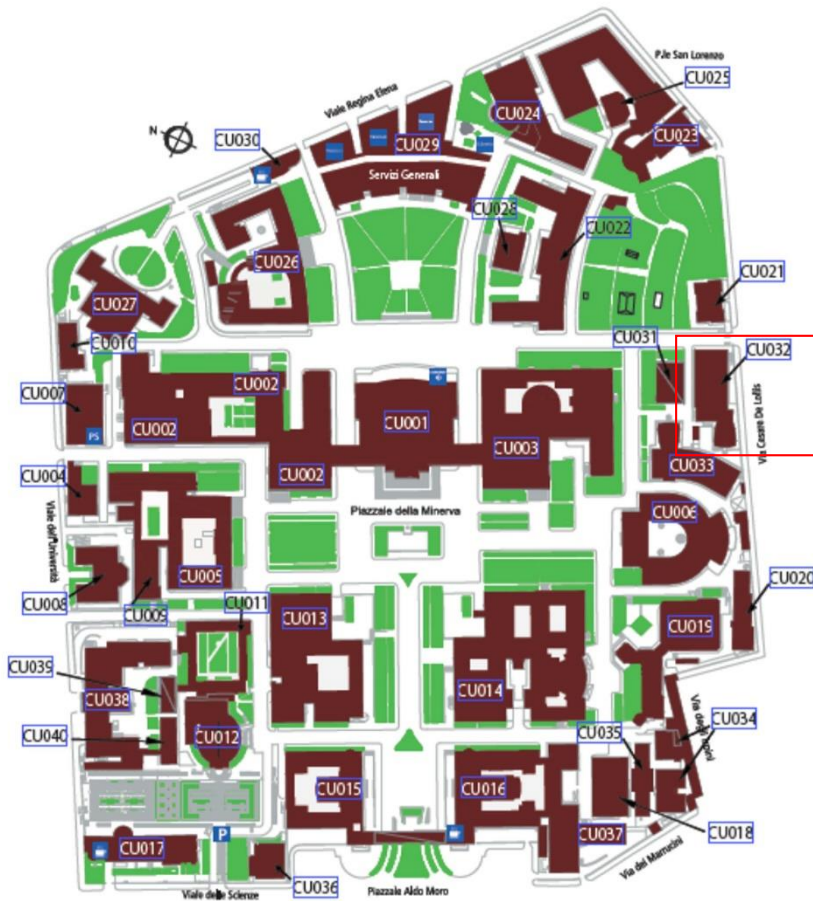 P.le San Lorenzo
CU025
Viale Regina Elena
CU024
CU023
N
CU030
CU029
Servizi Generali
CU028
CU022
CU026
CU021
CU027
CU031
CU010
CU032
CU002
CU007
CU001
PS
CU002
CU003
Via Cesare De Lollis
CU002
CU033
CU004
Piazzale della Minerva
CU006
Viale dell'Università
CU005
CU008
CU009
CU011
CU020
CU013
CU019
CU039
CU038
CU014
CU034
CU035
CU040
CU012
CU015
CU016
CU037
CU018
P
CU017
CU036
Via dei Marrucini
Piazzale Aldo Moro
Viale delle Scienze